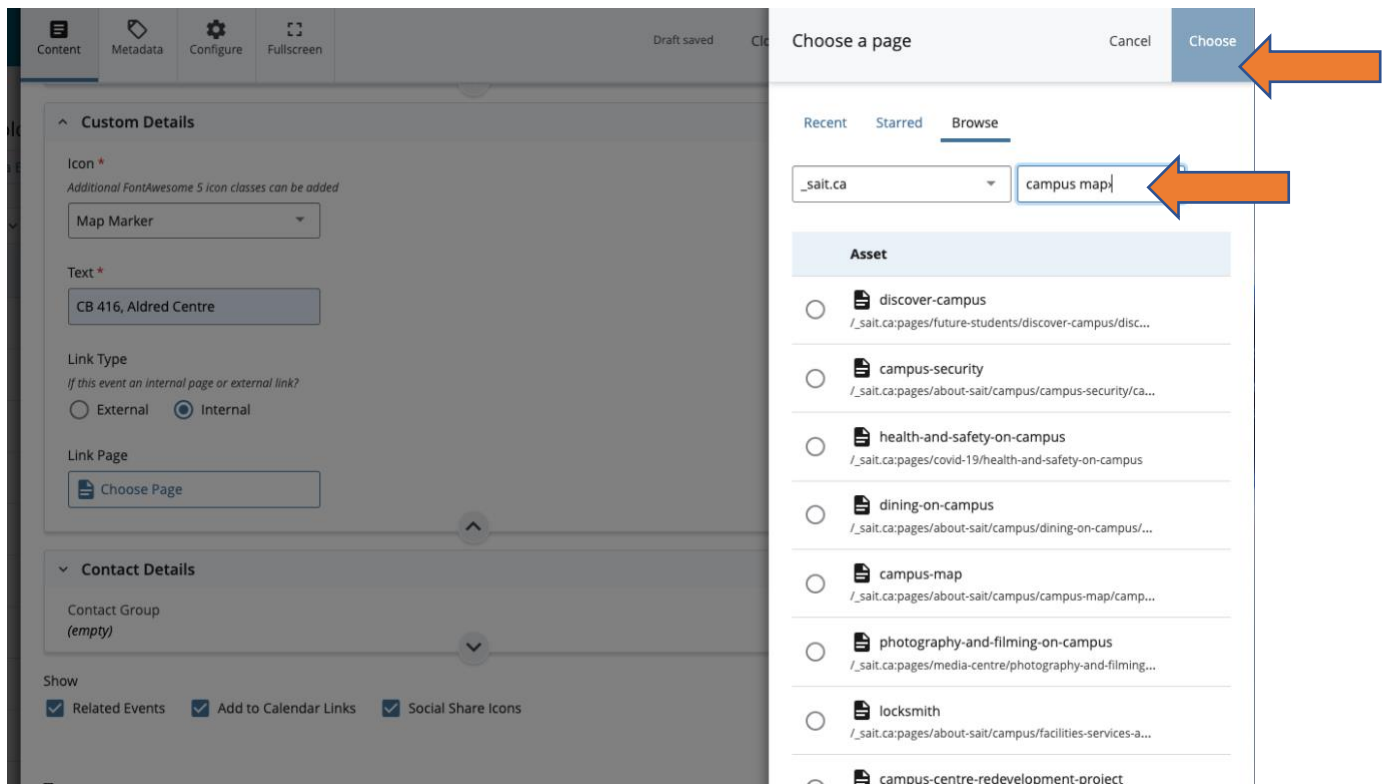 Content
Metadata
Configure
Fullscreen
Draft saved
Choose a page
Cancel
Choose
Custom Details
Icon *
Additional FontAwesome 5 icon classes can be added
Map Marker
Text *
CB 416, Aldred Centre
Link Type
If this event an internal page or external link?
External Internal
Link Page
Choose Page
Contact Details
Contact Group
(empty)
Show
Related Events Add to Calendar Links Social Share Icons
Recent Starred Browse
_sait.ca
campus map
Asset
discover-campus
/_sait.ca:pages/future-students/discover-campus/disc...
campus-security
/_sait.ca:pages/about-sait/campus/campus-security/ca...
health-and-safety-on-campus
/_sait.ca:pages/covid-19/health-and-safety-on-campus
dining-on-campus
/_sait.ca:pages/about-sait/campus/dining-on-campus/...
campus-map
/_sait.ca:pages/about-sait/campus/campus-map/camp...
photography-and-filming-on-campus
/_sait.ca:pages/media-centre/photography-and-filming...
locksmith
/_sait.ca:pages/about-sait/campus/facilities-services-a...
campus-centre-redevelopment-project